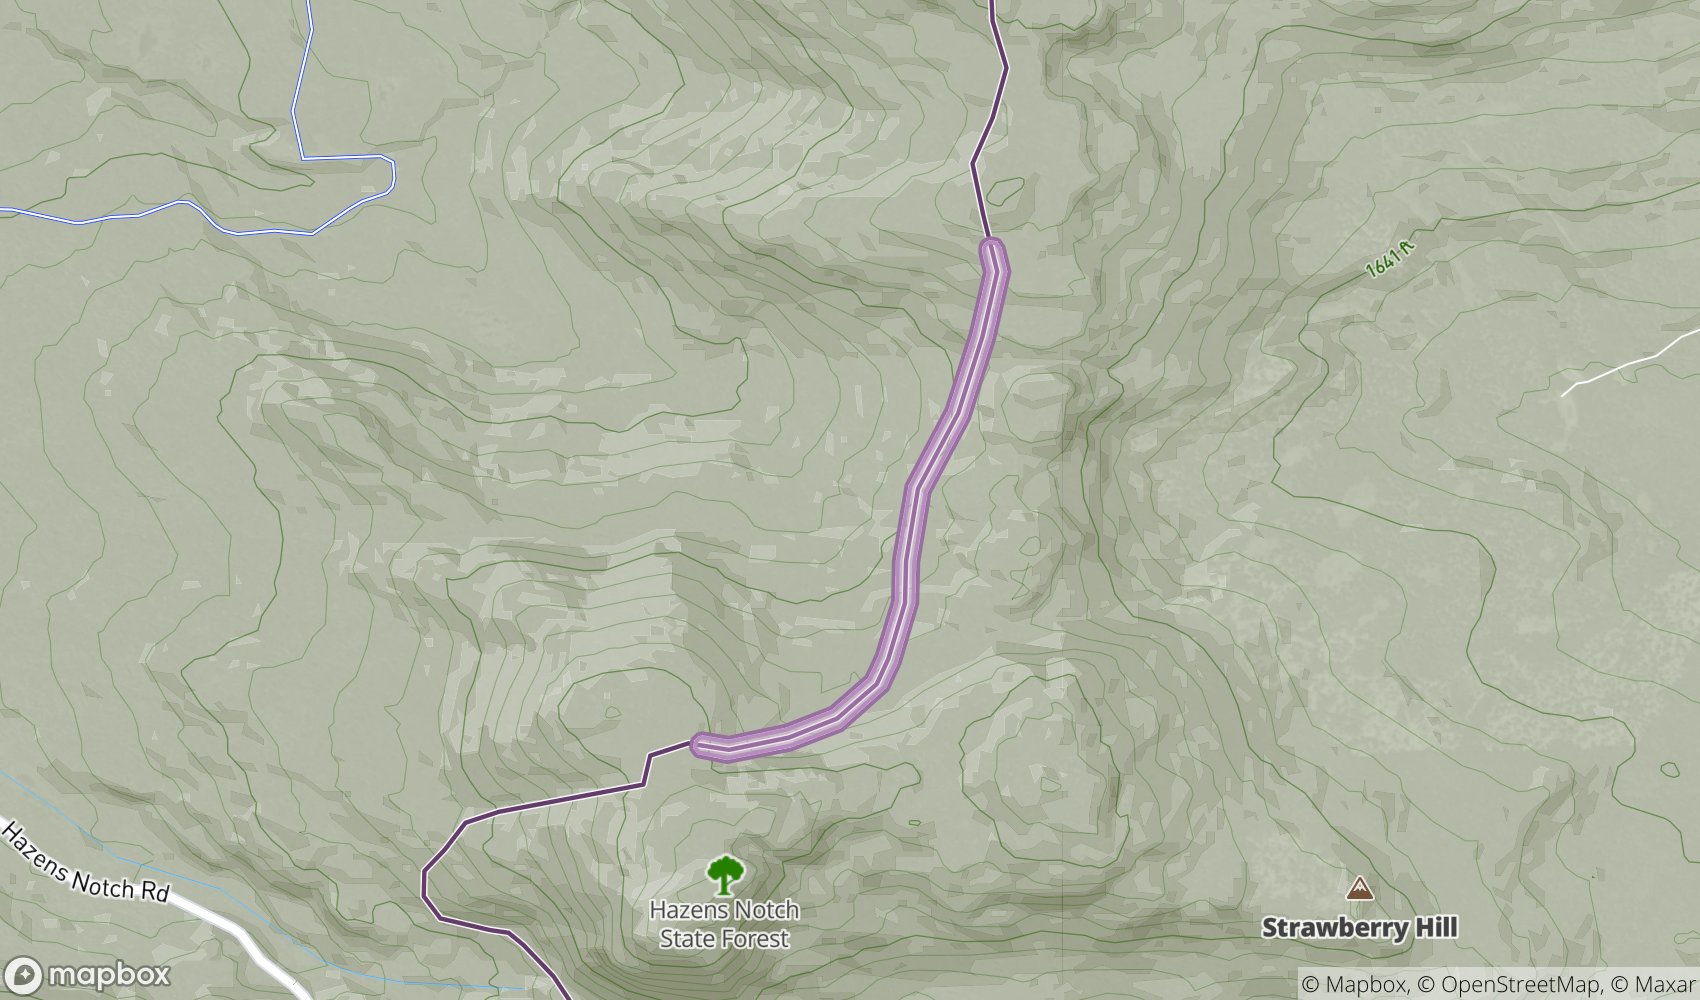 1641 ft
Hazens Notch Rd
Hazens Notch
State Forest
Strawberry Hill
mapbox
© Mapbox, © OpenStreetMap, © Maxar